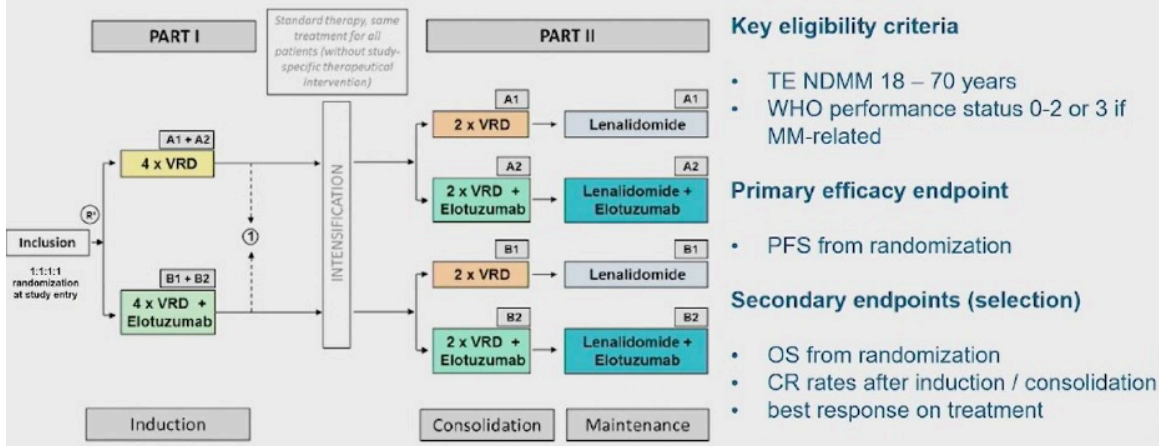 PART I
Standard therapy, same
treatment for all
patients (without study-
specific therapeutical
intervention)
PART II
A1 + A2
4 x VRD
R¹
Inclusion
1:1:1:1
randomization
at study entry
1
B1 + B2
4 x VRD +
Elotuzumab
INTENSIFICATION
A1
2 x VRD
A1
Lenalidomide
A2
2 x VRD +
Elotuzumab
A2
Lenalidomide +
Elotuzumab
B1
2 x VRD
B1
Lenalidomide
B2
2 x VRD +
Elotuzumab
B2
Lenalidomide +
Elotuzumab
Induction
Consolidation
Maintenance
Key eligibility criteria
• TE NDMM 18 – 70 years
• WHO performance status 0-2 or 3 if
MM-related
Primary efficacy endpoint
• PFS from randomization
Secondary endpoints (selection)
• OS from randomization
• CR rates after induction / consolidation
• best response on treatment